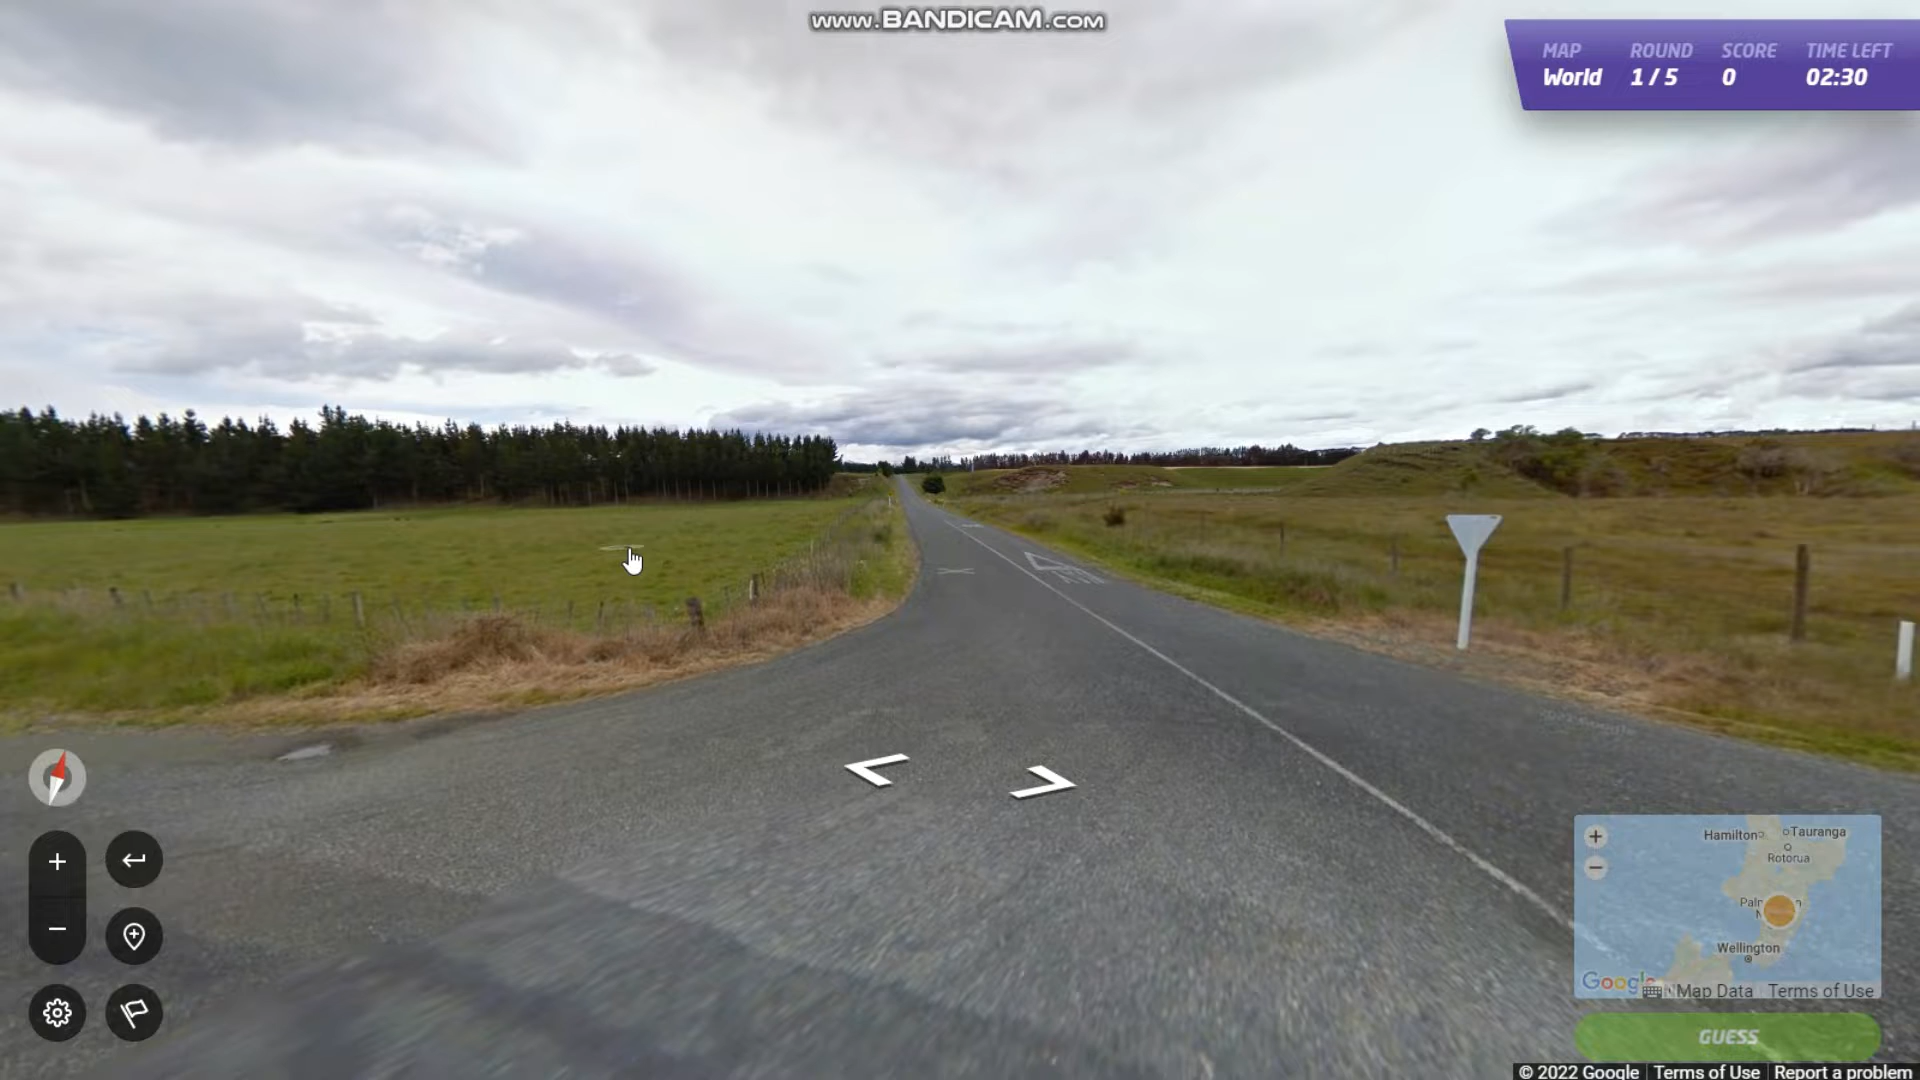 www.BANDICAM.com
MAP ROUND SCORE TIME LEFT
World 1 / 5 0 02:30
Hamilton Tauranga
Rotorua
Wellington
Google
Map Data Terms of Use
GUESS
© 2022 Google Terms of Use Report a problem